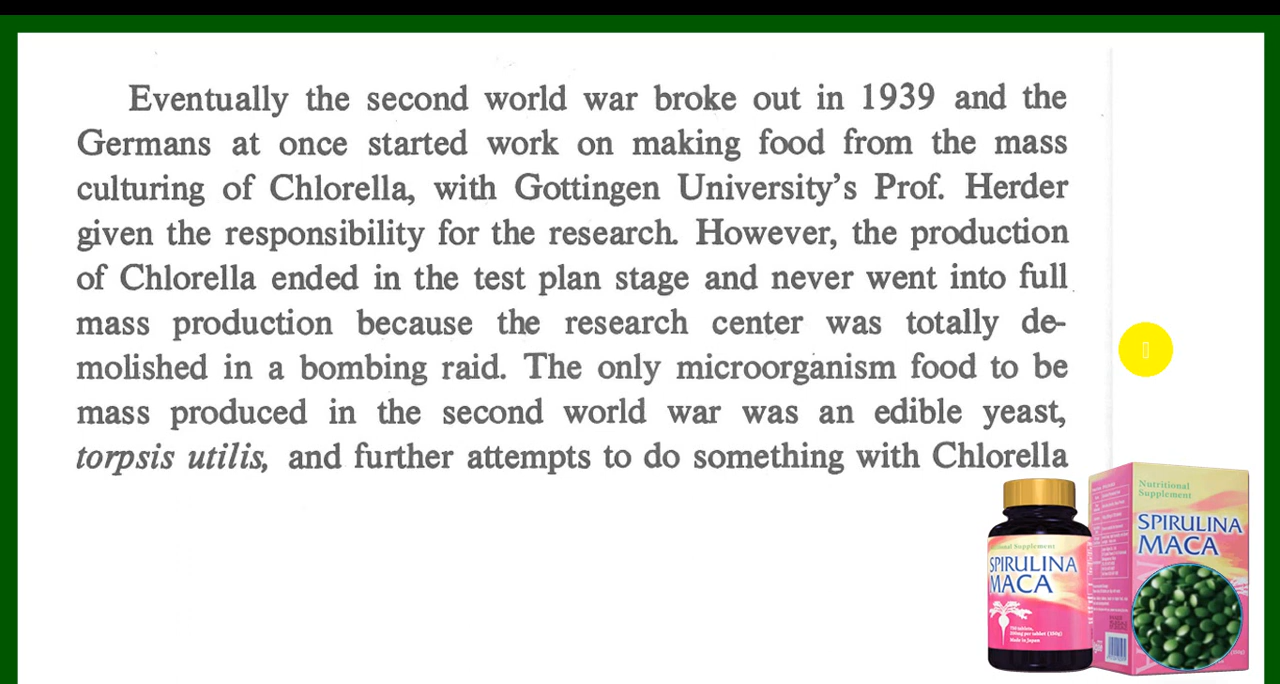 Eventually the second world war broke out in 1939 and the
Germans at once started work on making food from the mass
culturing of Chlorella, with Gottingen University's Prof. Herder
given the responsibility for the research. However, the production
of Chlorella ended in the test plan stage and never went into full
mass production because the research center was totally de-
molished in a bombing raid. The only microorganism food to be
mass produced in the second world war was an edible yeast,
torpsis utilis, and further attempts to do something with Chlorella
Nutritional
Supplement
SPIRULINA
MACA
Supplement
SPIRULINA
MACA
Made in Japan